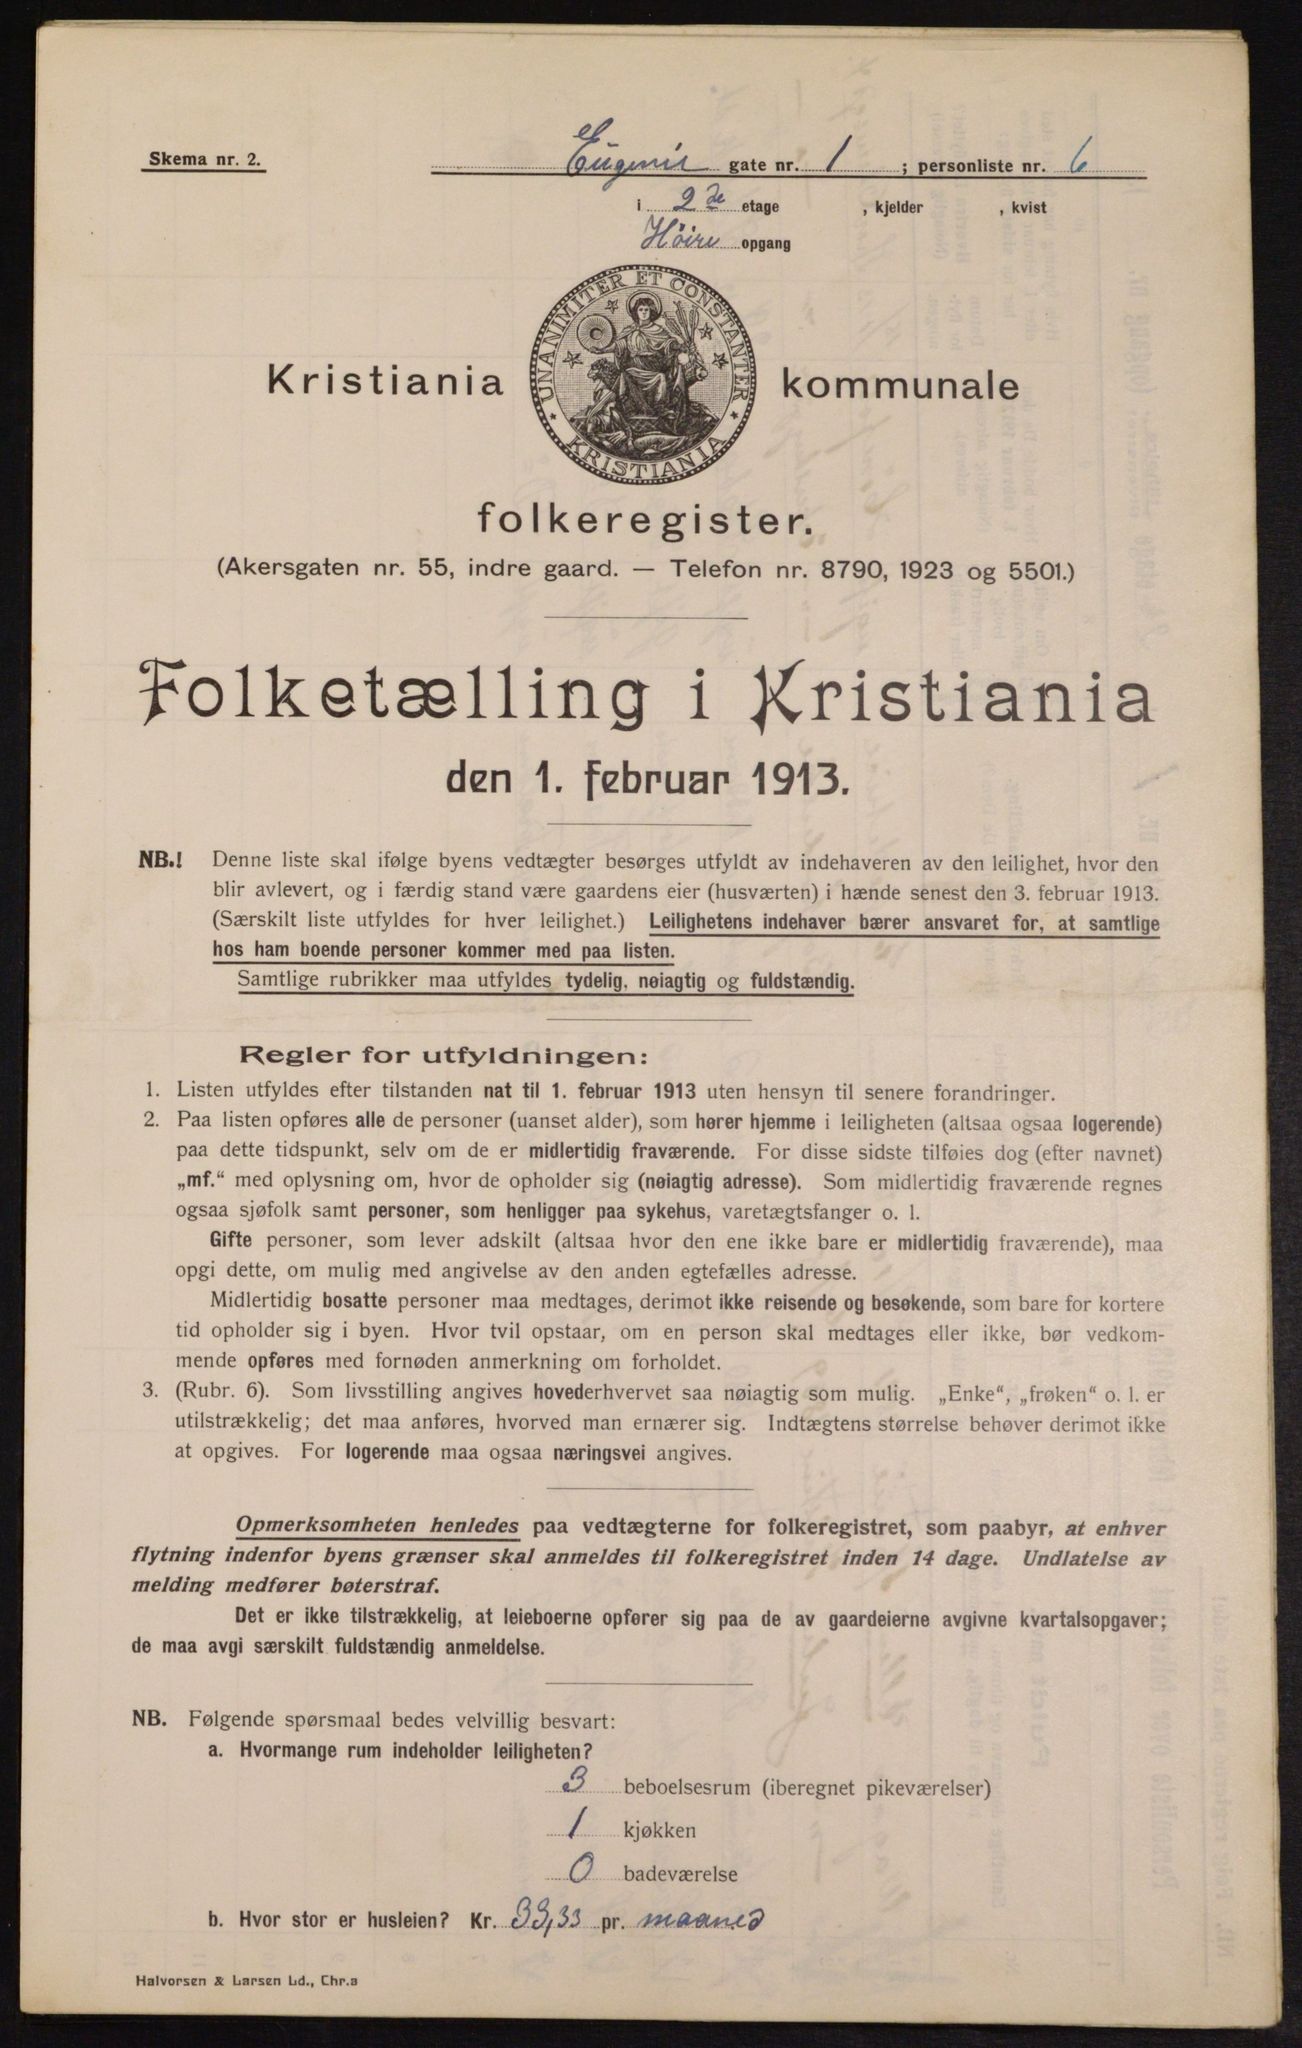 Skema nr. 2.
Eugenie gate nr. 1 ; personliste nr. 6
i 2de etage , kjelder , kvist
Höire opgang
UNANIMITER ET CONSTANTER
KRISTIANIA
Kristiania kommunale
folkeregister.
(Akersgaten nr. 55, indre gaard. — Telefon nr. 8790, 1923 og 5501.)
Folketælling i Kristiania
den 1. februar 1913.
NB.! Denne liste skal ifølge byens vedtægter besørges utfyldt av indehaveren av den leilighet, hvor den
blir avlevert, og i færdig stand være gaardens eier (husværten) i hænde senest den 3. februar 1913.
(Særskilt liste utfyldes for hver leilighet.) Leilighetens indehaver bærer ansvaret for, at samtlige
hos ham boende personer kommer med paa listen.
Samtlige rubrikker maa utfyldes tydelig, nøiagtig og fuldstændig.
Regler for utfyldningen:
1. Listen utfyldes efter tilstanden nat til 1. februar 1913 uten hensyn til senere forandringer.
2. Paa listen opføres alle de personer (uanset alder), som hører hjemme i leiligheten (altsaa ogsaa logerende)
paa dette tidspunkt, selv om de er midlertidig fraværende. For disse sidste tilføies dog (efter navnet)
„mf.“ med oplysning om, hvor de opholder sig (nøiagtig adresse). Som midlertidig fraværende regnes
ogsaa sjøfolk samt personer, som henligger paa sykehus, varetægtsfanger o. l.
Gifte personer, som lever adskilt (altsaa hvor den ene ikke bare er midlertidig fraværende), maa
opgi dette, om mulig med angivelse av den anden egtefælles adresse.
Midlertidig bosatte personer maa medtages, derimot ikke reisende og besøkende, som bare for kortere
tid opholder sig i byen. Hvor tvil opstaar, om en person skal medtages eller ikke, bør vedkom-
mende opføres med fornøden anmerkning om forholdet.
3. (Rubr. 6). Som livsstilling angives hovederhvervet saa nøiagtig som mulig. „Enke“, „frøken“ o. l. er
utilstrækkelig; det maa anføres, hvorved man ernærer sig. Indtægtens størrelse behøver derimot ikke
at opgives. For logerende maa ogsaa næringsvei angives.
Opmerksomheten henledes paa vedtægterne for folkeregistret, som paabyr, at enhver
flytning indenfor byens grænser skal anmeldes til folkeregistret inden 14 dage. Undlatelse av
melding medfører bøterstraf.
Det er ikke tilstrækkelig, at leieboerne opfører sig paa de av gaardeierne avgivne kvartalsopgaver;
de maa avgi særskilt fuldstændig anmeldelse.
NB. Følgende spørsmaal bedes velvillig besvart:
a. Hvormange rum indeholder leiligheten?
3 beboelsesrum (iberegnet pikeværelser)
1 kjøkken
0 badeværelse
b. Hvor stor er husleien? Kr. 33,33 pr. maaned
Halvorsen & Larsen Ld., Chr.a